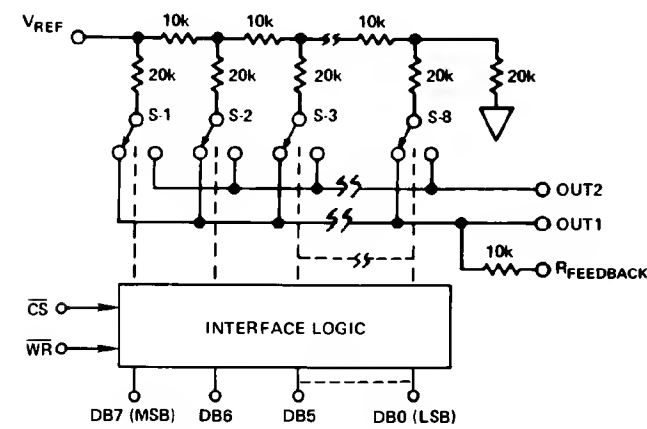 VREF
10k 10k 10k
20k 20k 20k 20k 20k
S-1 S-2 S-3 S-8
OUT2
OUT1
10k
RFEEDBACK
CS
INTERFACE LOGIC
WR
DB7 (MSB) DB6 DB5 DB0 (LSB)